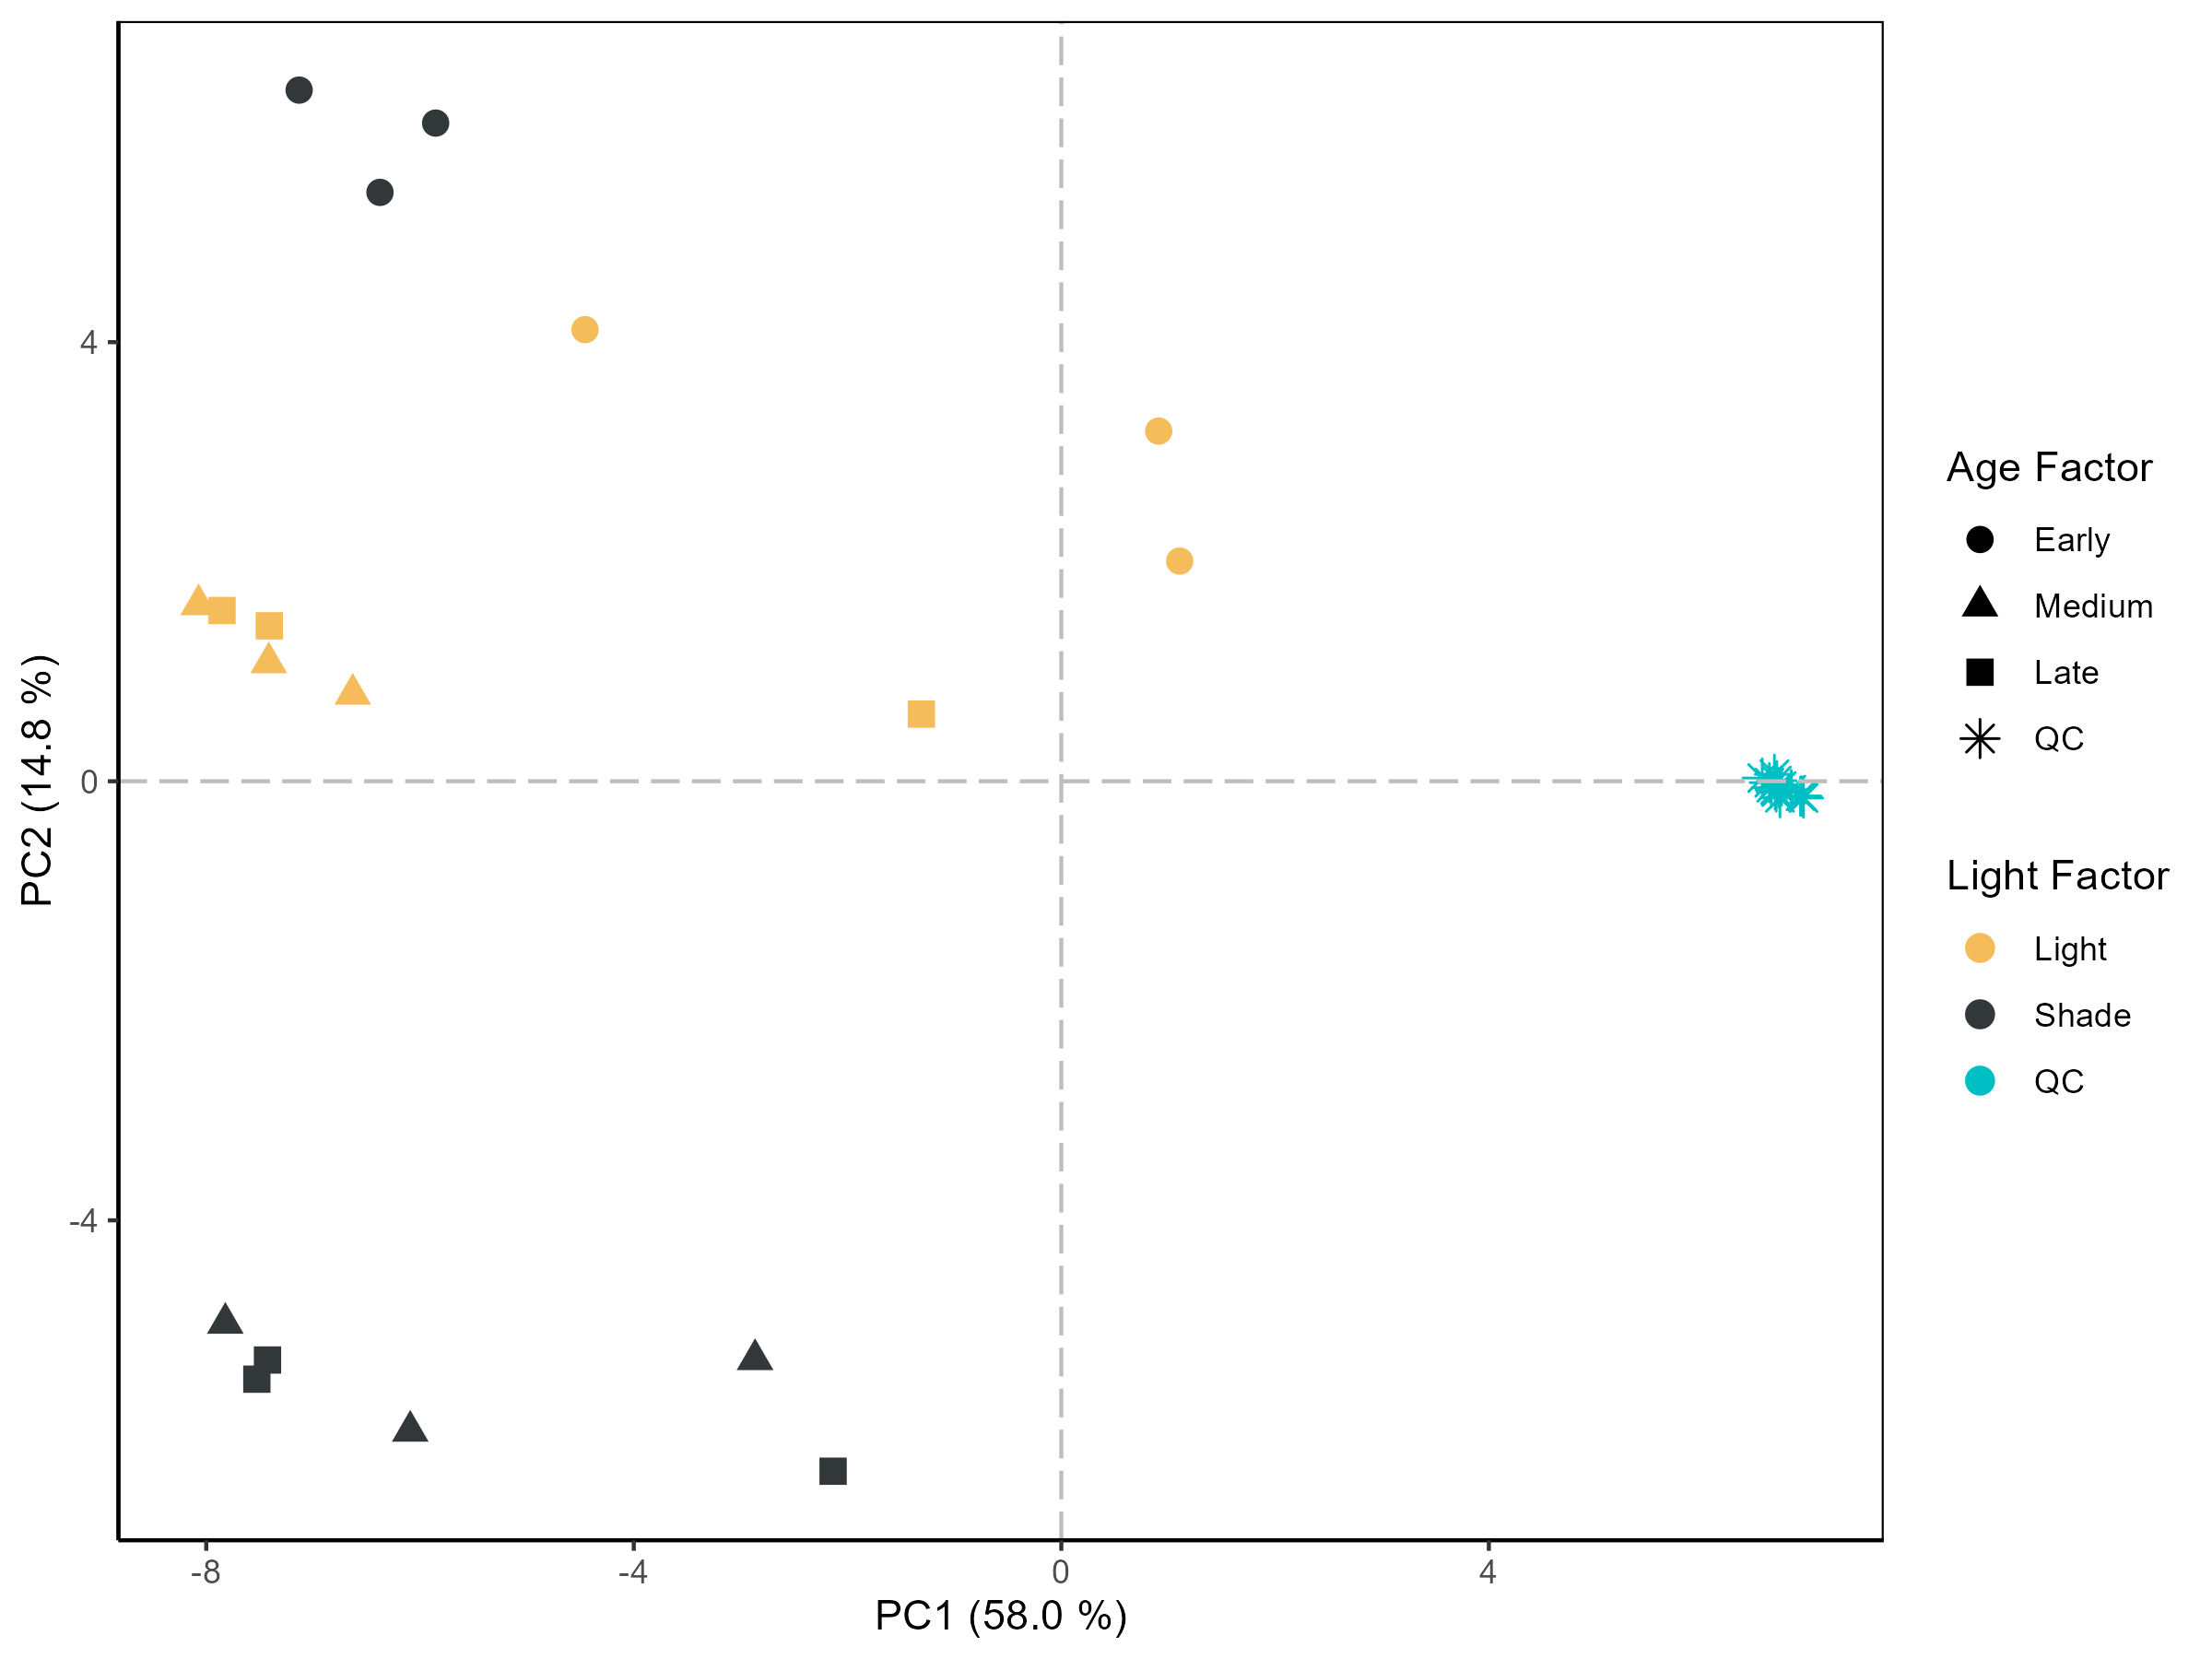 PC2 (14.8 %)
4
0
-4
-8
-4
0
4
PC1 (58.0 %)
Age Factor
Early
Medium
Late
QC
Light Factor
Light
Shade
QC